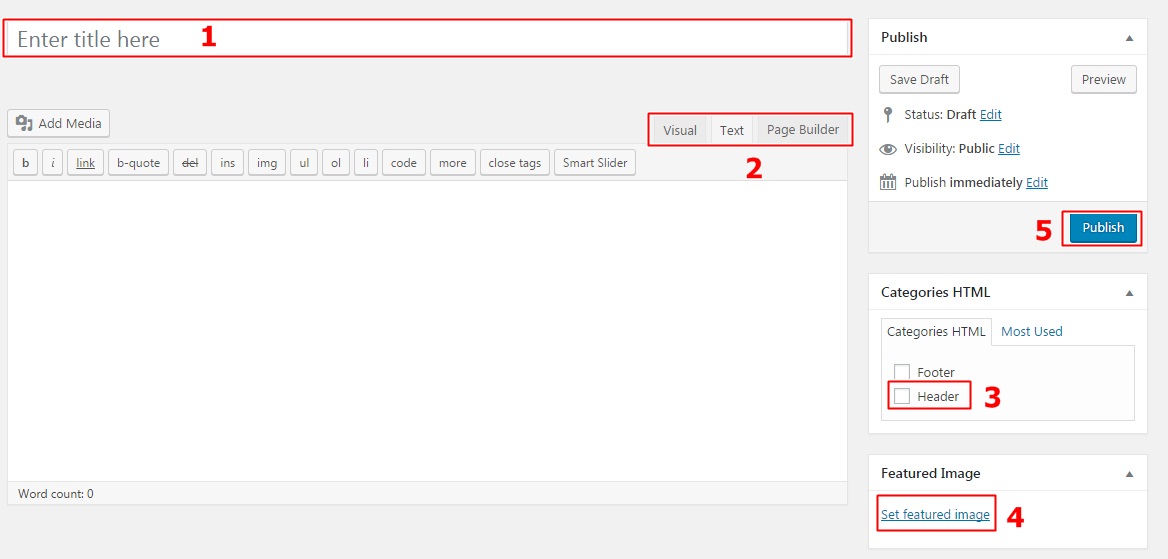 Enter title here 1
Add Media
Visual Text Page Builder
2
b i link b-quote del ins img ul ol li code more close tags Smart Slider
Word count: 0
Publish
Save Draft Preview
Status: Draft Edit
Visibility: Public Edit
Publish immediately Edit
5 Publish
Categories HTML
Categories HTML Most Used
Footer
Header 3
Featured Image
Set featured image 4